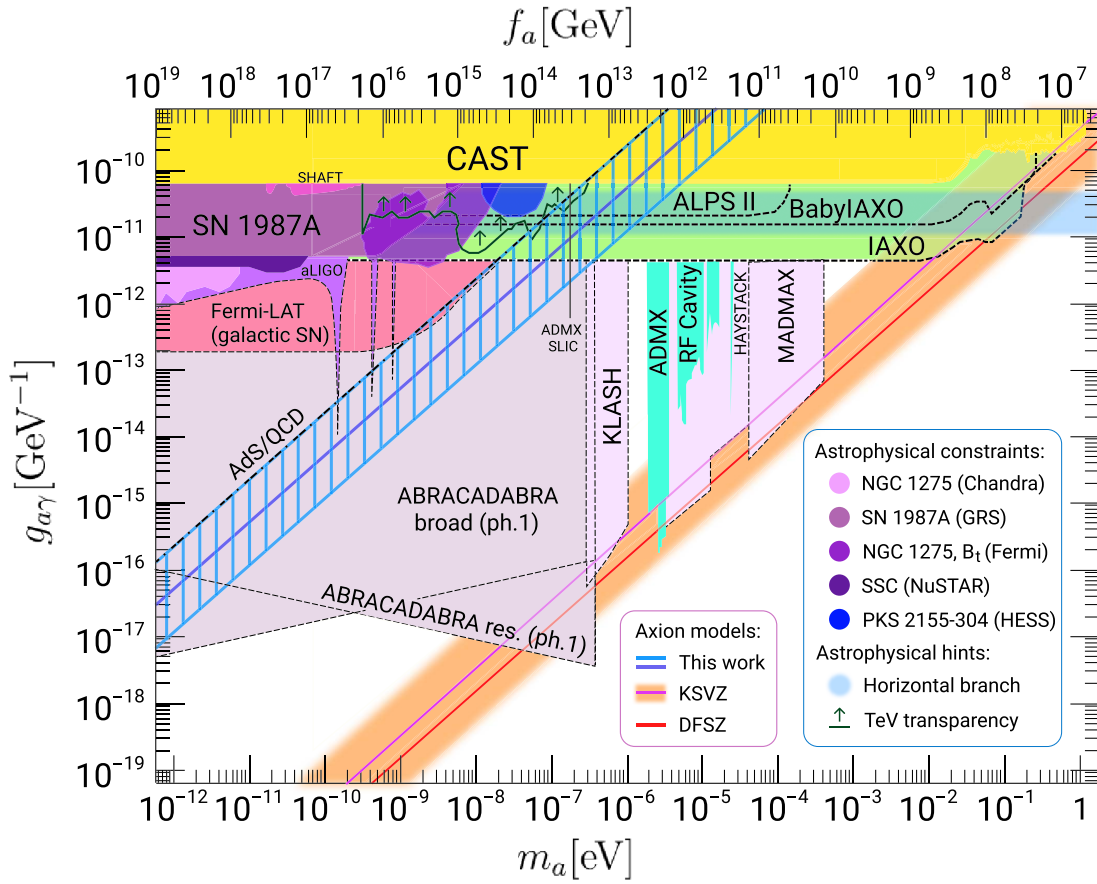 f_a[GeV]
10^19 10^18 10^17 10^16 10^15 10^14 10^13 10^12 10^11 10^10 10^9 10^8 10^7
g_{aγ}[GeV^{−1}]
10^−10
10^−11
10^−12
10^−13
10^−14
10^−15
10^−16
10^−17
10^−18
10^−19
CAST
SHAFT
SN 1987A
ALPS II
BabyIAXO
IAXO
aLIGO
Fermi-LAT
(galactic SN)
ADMX
SLIC
KLASH
ADMX
RF Cavity
HAYSTACK
MADMAX
AdS/QCD
ABRACADABRA
broad (ph.1)
ABRACADABRA res. (ph.1)
Axion models:
This work
KSVZ
DFSZ
Astrophysical constraints:
NGC 1275 (Chandra)
SN 1987A (GRS)
NGC 1275, B_t (Fermi)
SSC (NuSTAR)
PKS 2155-304 (HESS)
Astrophysical hints:
Horizontal branch
TeV transparency
10^−12 10^−11 10^−10 10^−9 10^−8 10^−7 10^−6 10^−5 10^−4 10^−3 10^−2 10^−1 1
m_a[eV]